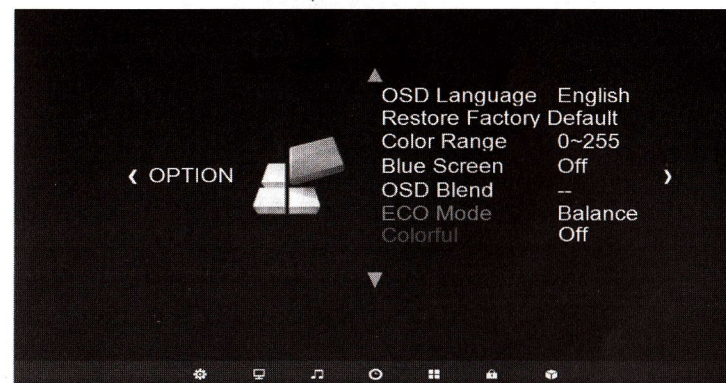 OPTION
OSD Language English
Restore Factory Default
Color Range 0~255
Blue Screen Off
OSD Blend --
ECO Mode Balance
Colorful Off